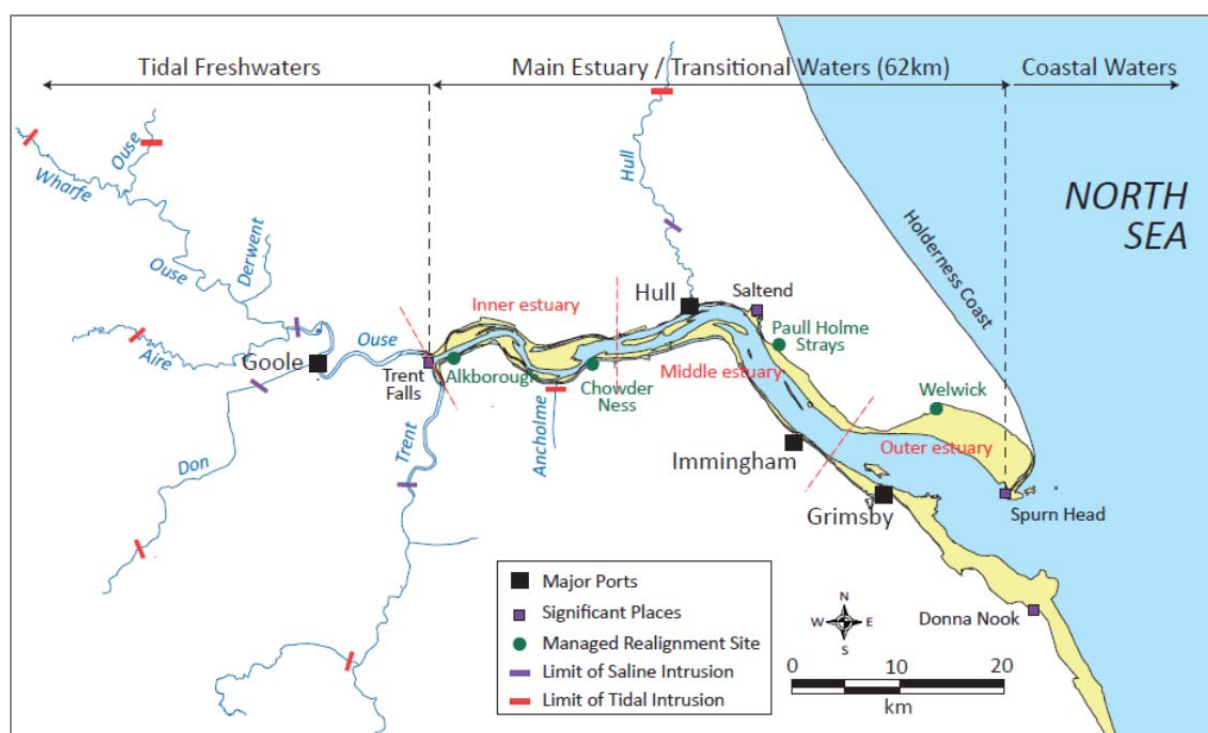 Tidal Freshwaters
Main Estuary / Transitional Waters (62km)
Coastal Waters
Ouse
Wharfe
Hull
NORTH
SEA
Derwent
Ouse
Holderness Coast
Hull
Saltend
Inner estuary
Paull Holme
Strays
Ouse
Aire
Goole
Trent
Falls
Alkborough
Chowder
Ness
Middle estuary
Welwick
Ancholme
Trent
Don
Outer estuary
Immingham
Grimsby
Spurn Head
Donna Nook
Major Ports
Significant Places
Managed Realignment Site
Limit of Saline Intrusion
Limit of Tidal Intrusion
N
W E
S
0 10 20
km